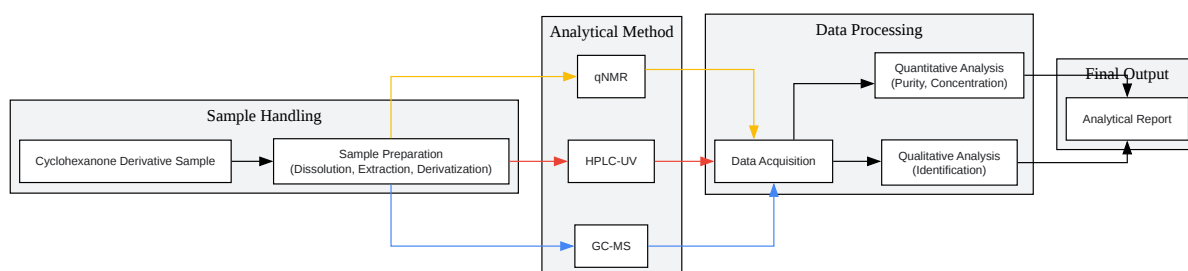 Sample Handling
Cyclohexanone Derivative Sample
Sample Preparation
(Dissolution, Extraction, Derivatization)
Analytical Method
qNMR
HPLC-UV
GC-MS
Data Processing
Data Acquisition
Quantitative Analysis
(Purity, Concentration)
Qualitative Analysis
(Identification)
Final Output
Analytical Report